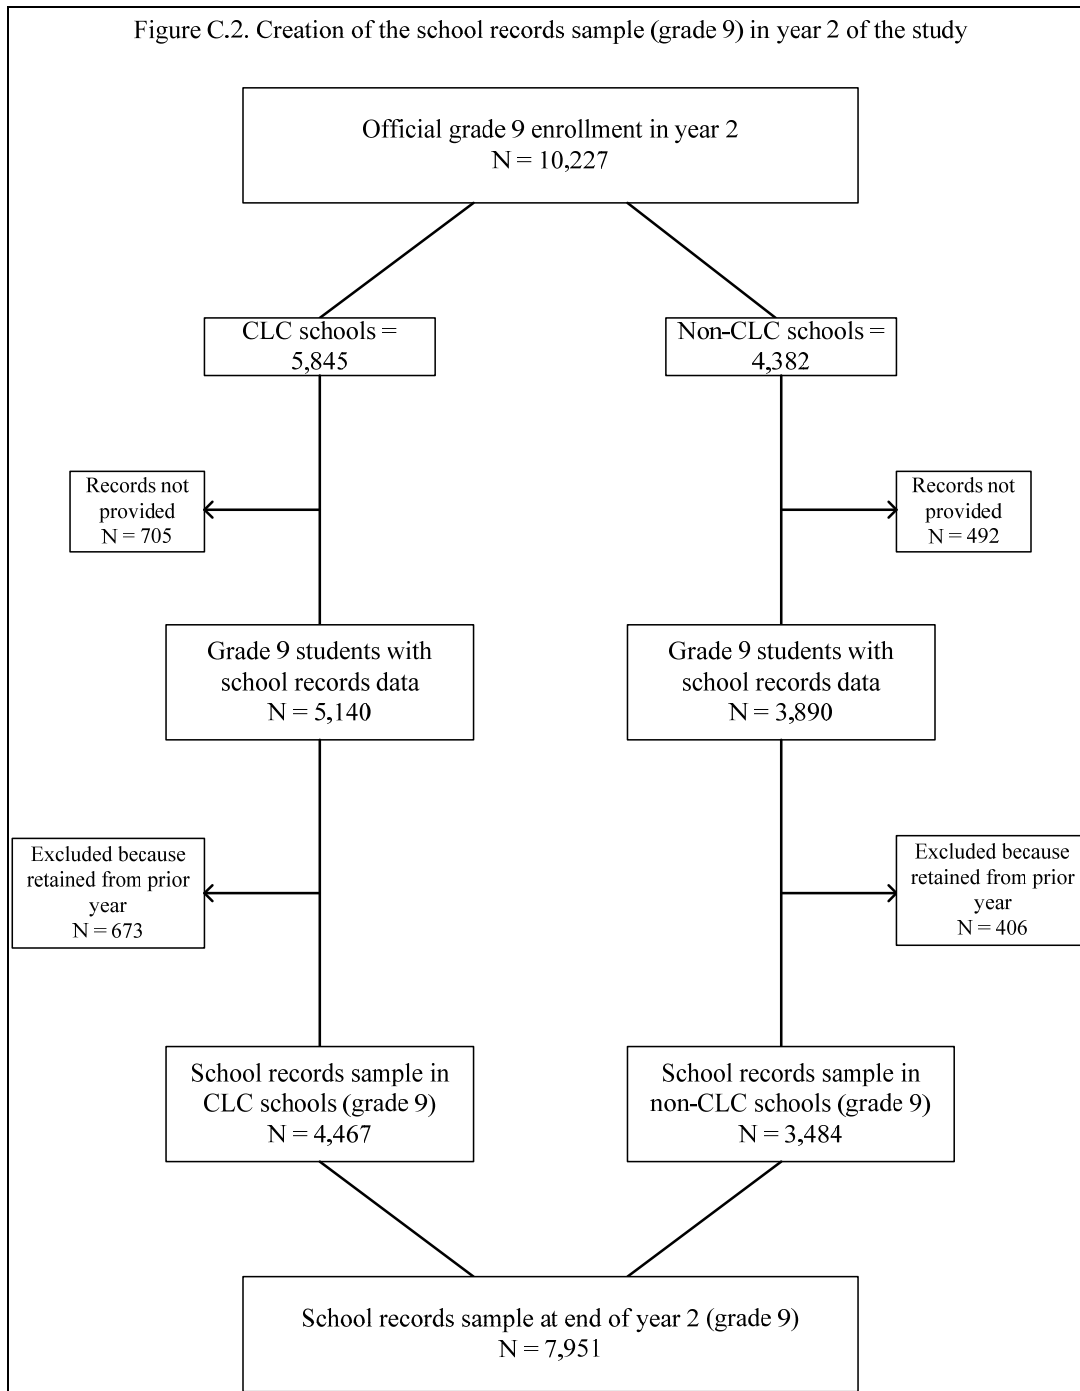 Figure C.2. Creation of the school records sample (grade 9) in year 2 of the study
Official grade 9 enrollment in year 2
N = 10,227
CLC schools =
5,845
Non-CLC schools =
4,382
Records not
provided
N = 705
Records not
provided
N = 492
Grade 9 students with
school records data
N = 5,140
Grade 9 students with
school records data
N = 3,890
Excluded because
retained from prior
year
N = 673
Excluded because
retained from prior
year
N = 406
School records sample in
CLC schools (grade 9)
N = 4,467
School records sample in
non-CLC schools (grade 9)
N = 3,484
School records sample at end of year 2 (grade 9)
N = 7,951